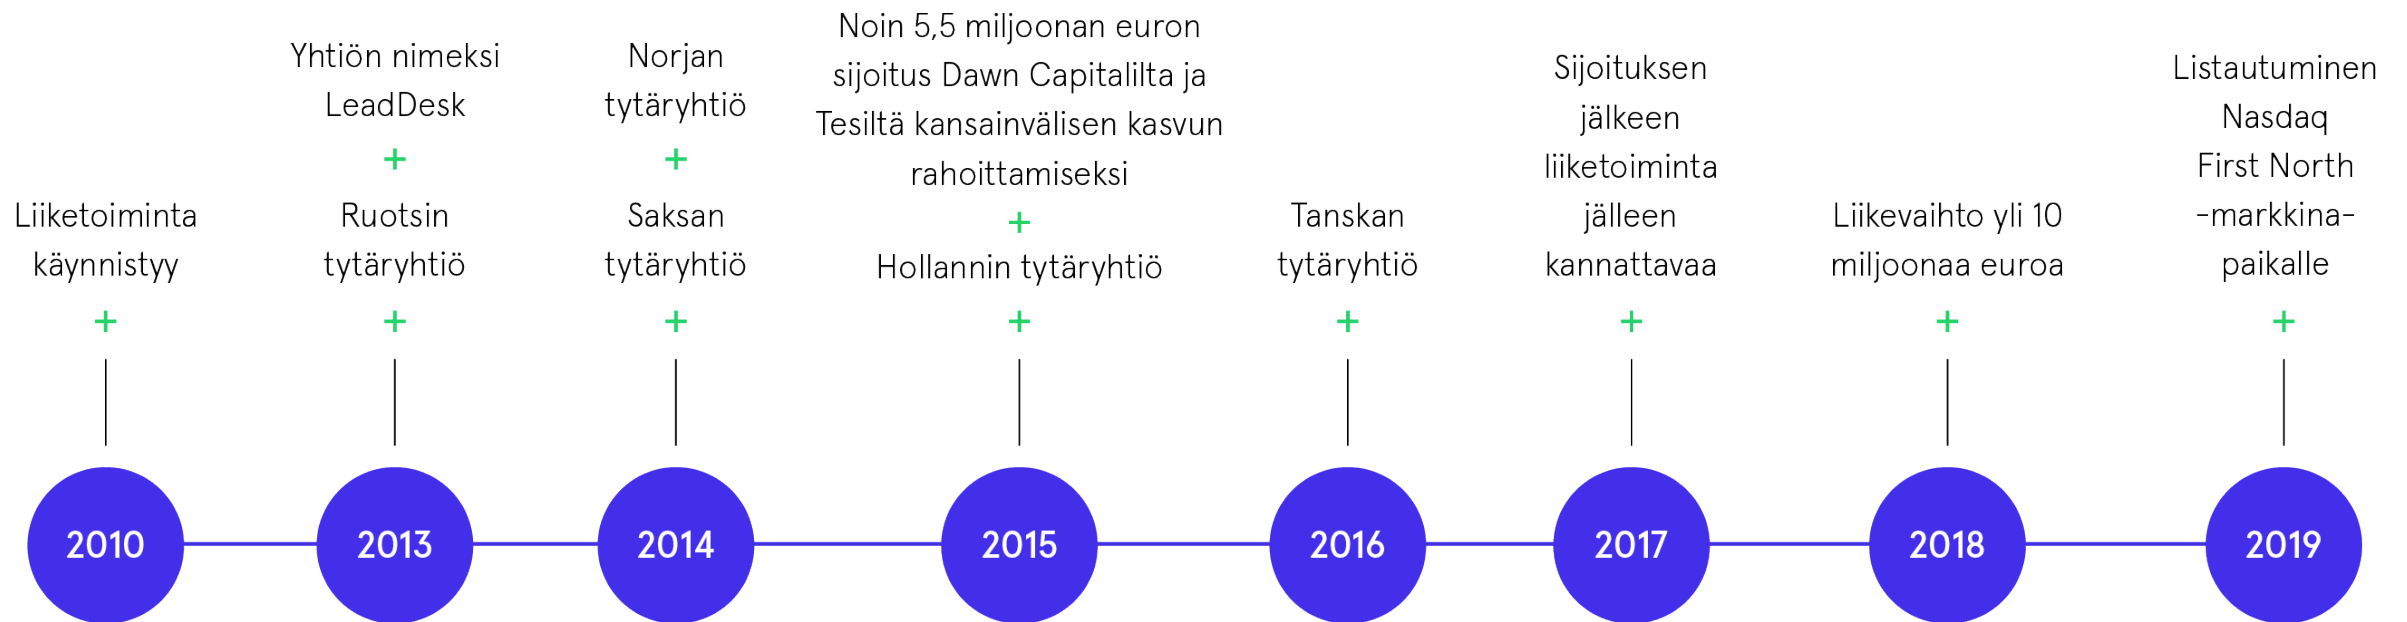 Liiketoiminta
käynnistyy
+
2010
Yhtiön nimeksi
LeadDesk
+
Ruotsin
tytäryhtiö
+
2013
Norjan
tytäryhtiö
+
Saksan
tytäryhtiö
+
2014
Noin 5,5 miljoonan euron
sijoitus Dawn Capitalilta ja
Tesiltä kansainvälisen kasvun
rahoittamiseksi
+
Hollannin tytäryhtiö
+
2015
Tanskan
tytäryhtiö
+
2016
Sijoituksen
jälkeen
liiketoiminta
jälleen
kannattavaa
+
2017
Liikevaihto yli 10
miljoonaa euroa
+
2018
Listautuminen
Nasdaq
First North
-markkina-
paikalle
+
2019